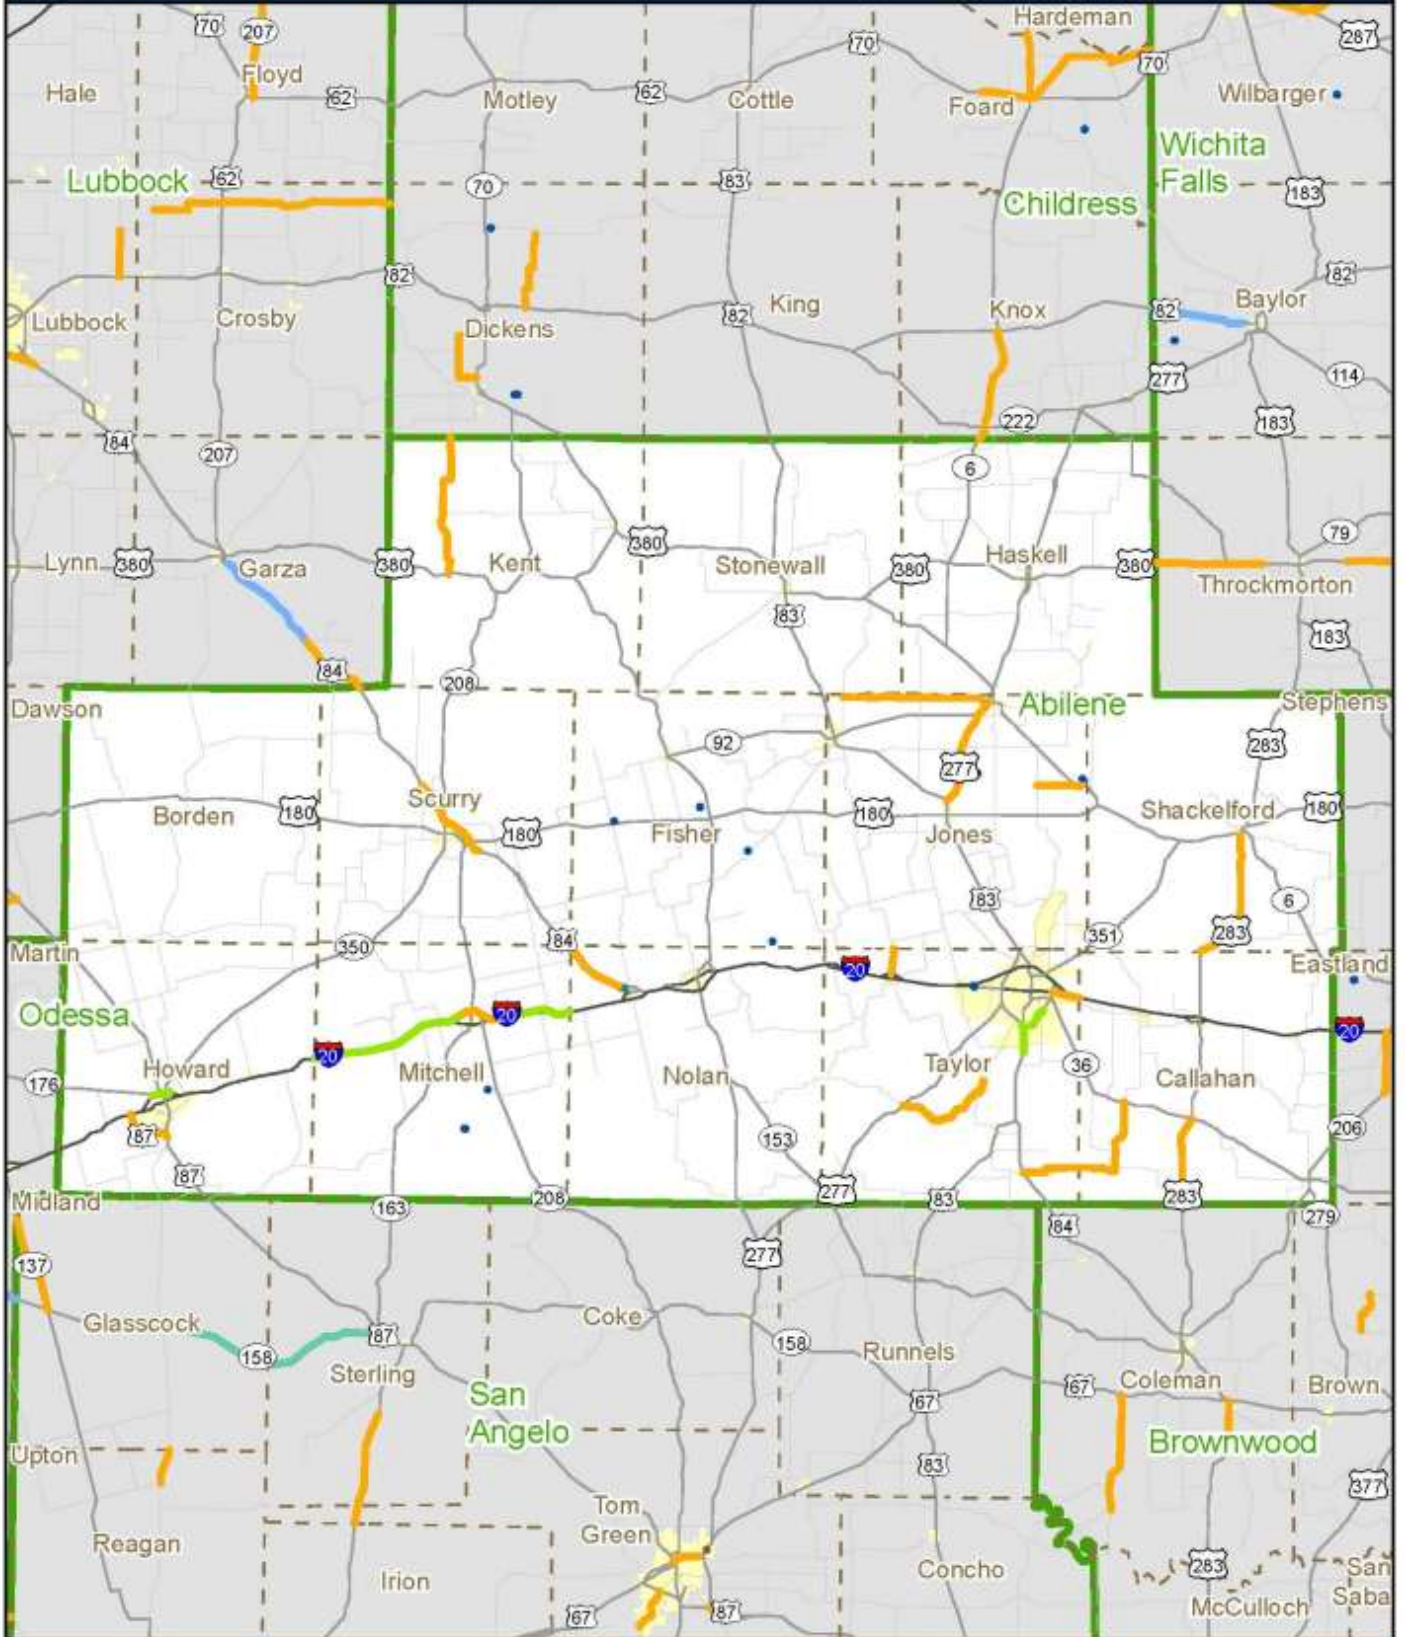 Hardeman
70
207
287
Floyd
70
70
Hale
62
Motley
62
Cottle
Foard
Wilbarger
Wichita
Falls
Lubbock
62
70
83
183
Childress
82
82
Lubbock
Crosby
Dickens
82
King
Knox
82
Baylor
277
114
222
183
84
207
6
380
79
Lynn
380
Garza
380
Kent
Stonewall
380
Haskell
380
Throckmorton
83
183
84
208
Dawson
Abilene
Stephens
92
283
277
Borden
180
Scurry
180
Fisher
180
Jones
Shackelford
180
83
6
350
84
351
283
Martin
20
Eastland
Odessa
20
20
20
Howard
Mitchell
Nolan
Taylor
36
Callahan
176
87
153
206
87
277
Midland
163
208
83
283
279
84
277
137
Glasscock
87
Coke
158
158
Runnels
Sterling
67
Coleman
Brown
San
Angelo
67
Brownwood
Upton
83
377
Tom
Green
Reagan
Irion
Concho
283
San
Saba
McCulloch
67
87